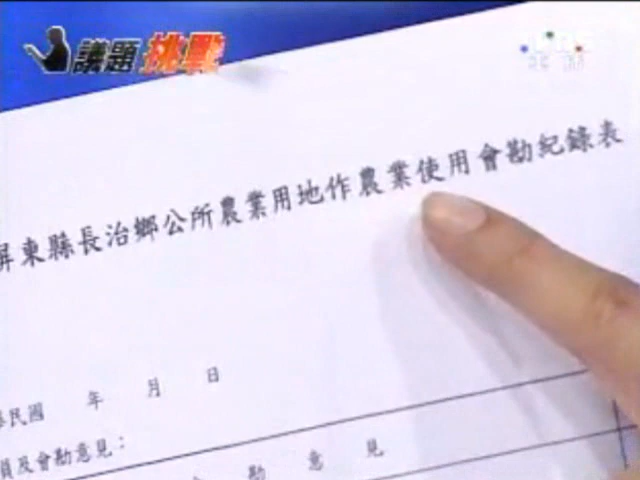 議題 挑戰
屏東縣長治鄉公所農業用地作農業使用會勘紀錄表
民國 年 月 日
員及會勘意見：
會 勘 意 見